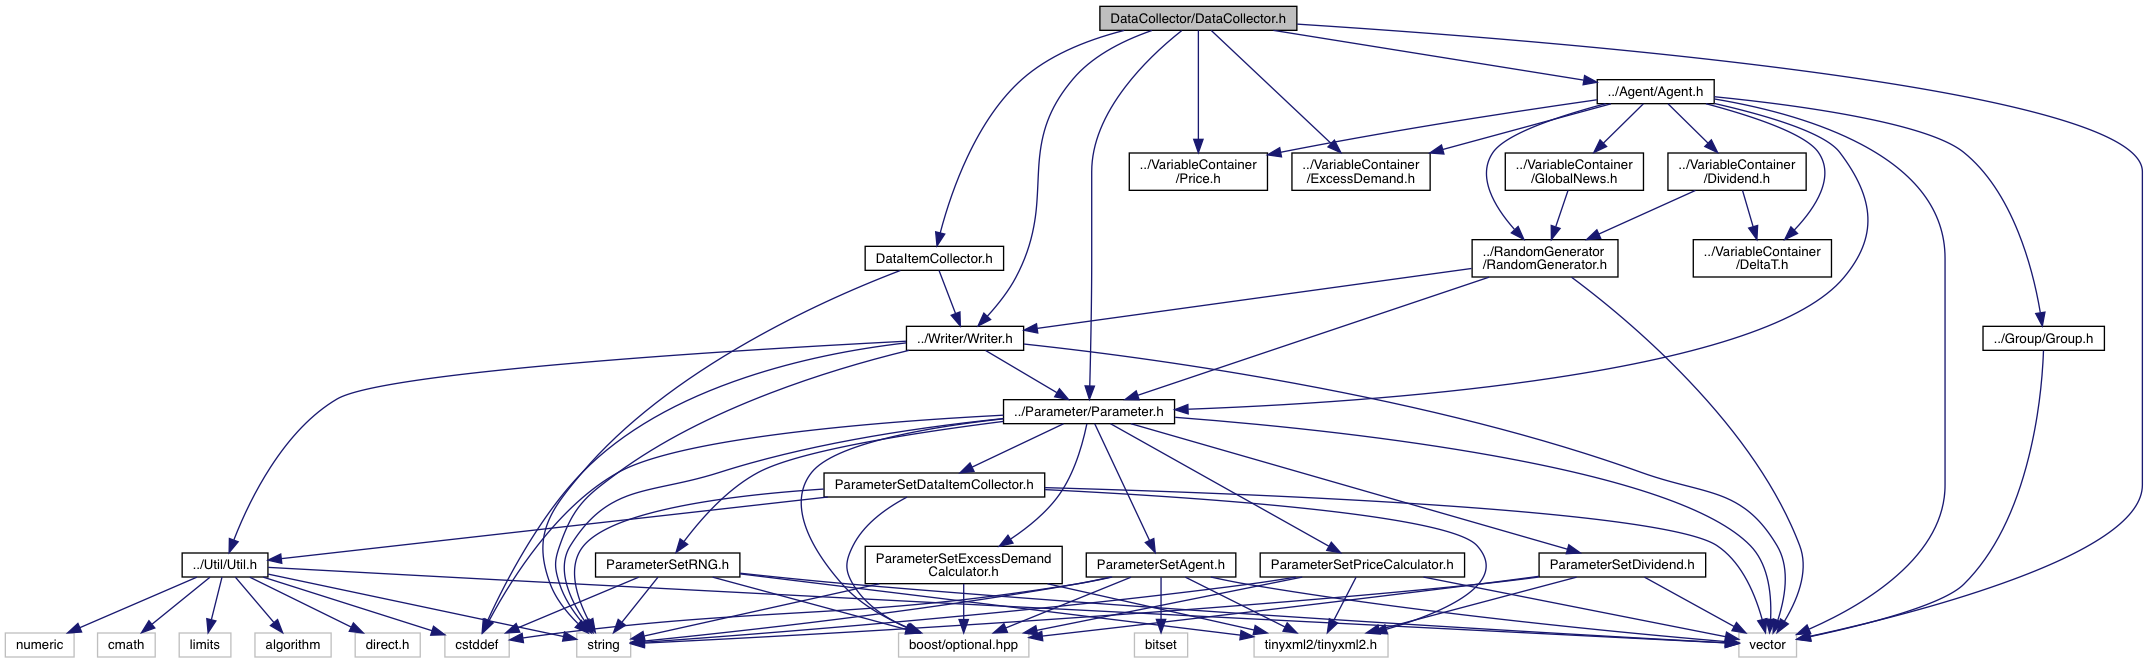 DataCollector/DataCollector.h
../Agent/Agent.h
../VariableContainer
/Price.h
../VariableContainer
/ExcessDemand.h
../VariableContainer
/GlobalNews.h
../VariableContainer
/Dividend.h
DataItemCollector.h
../RandomGenerator
/RandomGenerator.h
../VariableContainer
/DeltaT.h
../Writer/Writer.h
../Group/Group.h
../Parameter/Parameter.h
ParameterSetDataItemCollector.h
../Util/Util.h
ParameterSetRNG.h
ParameterSetExcessDemand
Calculator.h
ParameterSetAgent.h
ParameterSetPriceCalculator.h
ParameterSetDividend.h
numeric
cmath
limits
algorithm
direct.h
cstddef
string
boost/optional.hpp
bitset
tinyxml2/tinyxml2.h
vector